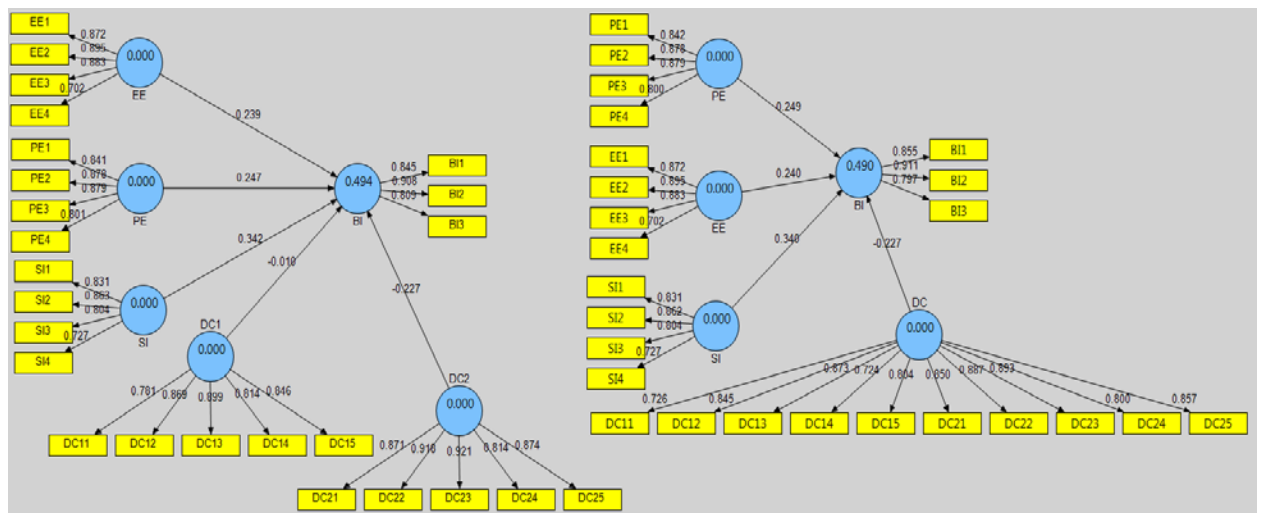 EE1
0.872
EE2
0.895
EE3
0.883
EE4
0.702
0.000
EE
0.239
PE1
0.841
PE2
0.878
PE3
0.879
PE4
0.801
0.000
PE
0.247
SI1
0.831
SI2
0.863
SI3
0.804
SI4
0.727
0.000
SI
0.342
0.494
BI
0.845
BI1
0.908
BI2
0.809
BI3
DC1
0.000
-0.010
0.781
0.869
0.899
0.814
0.846
DC11 DC12 DC13 DC14 DC15
-0.227
DC2
0.000
0.871
0.910
0.921
0.814
0.874
DC21 DC22 DC23 DC24 DC25
PE1
0.842
PE2
0.878
PE3
0.879
PE4
0.800
0.000
PE
0.249
EE1
0.872
EE2
0.895
EE3
0.883
EE4
0.702
0.000
EE
0.240
SI1
0.831
SI2
0.862
SI3
0.804
SI4
0.727
0.000
SI
0.340
0.490
BI
0.855
BI1
0.911
BI2
0.797
BI3
-0.227
DC
0.000
0.726
0.845
0.873
0.724
0.804
0.850
0.887
0.893
0.800
0.857
DC11 DC12 DC13 DC14 DC15 DC21 DC22 DC23 DC24 DC25